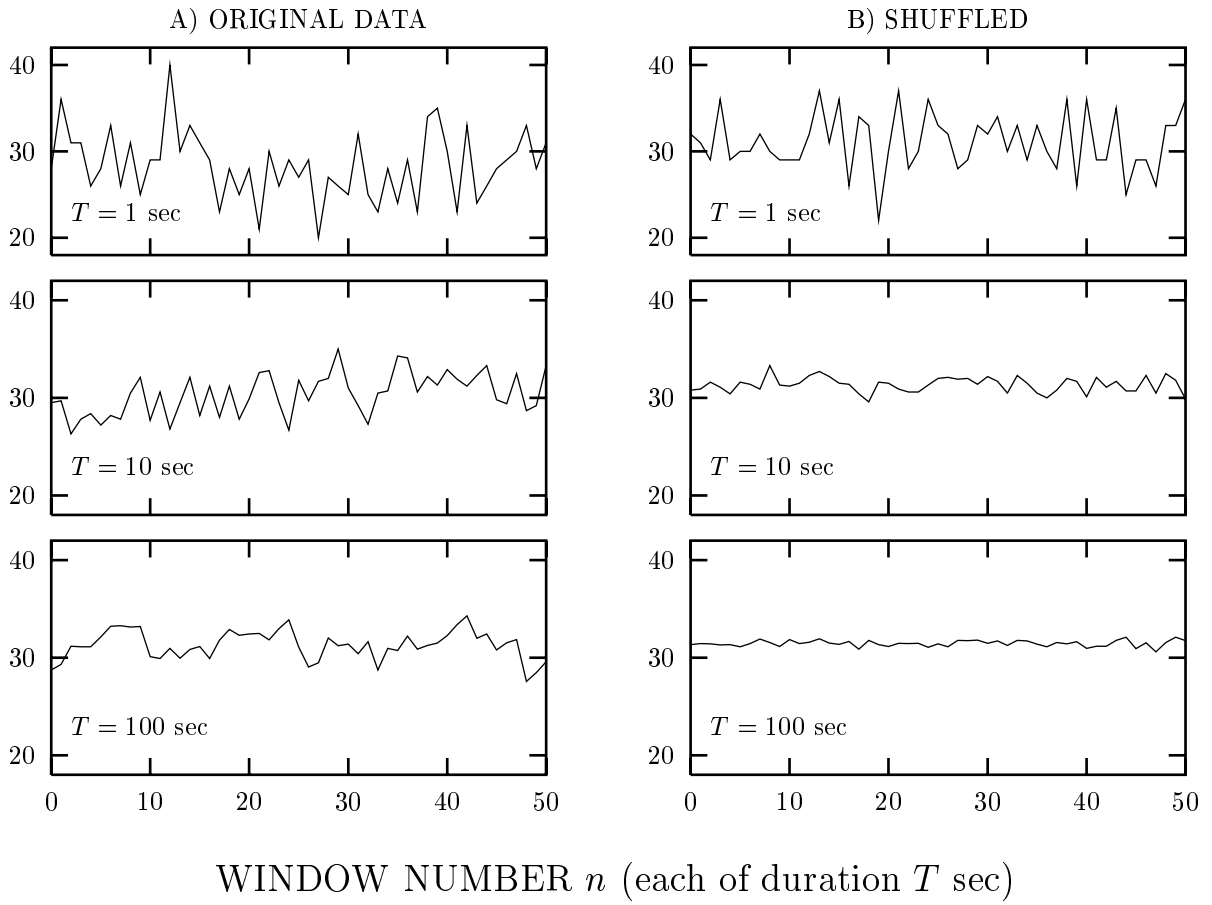 A) ORIGINAL DATA
B) SHUFFLED
40
30
20
T = 1 sec
40
30
20
T = 1 sec
40
30
20
T = 10 sec
40
30
20
T = 10 sec
40
30
20
T = 100 sec
0 10 20 30 40 50
40
30
20
T = 100 sec
0 10 20 30 40 50
WINDOW NUMBER n (each of duration T sec)